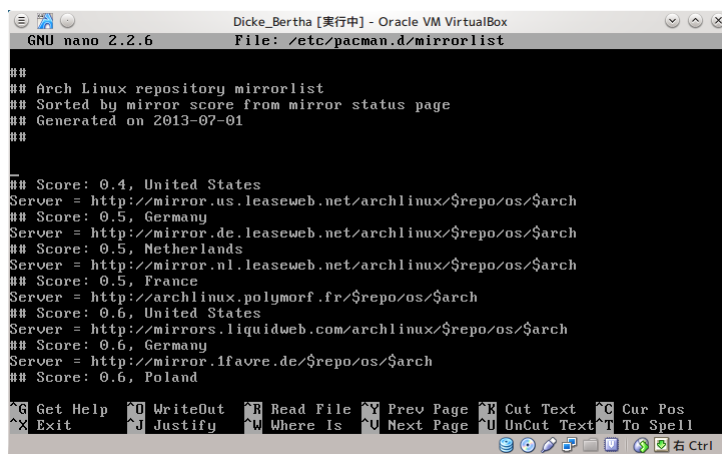 Dicke_Bertha [実行中] - Oracle VM VirtualBox
GNU nano 2.2.6 File: /etc/pacman.d/mirrorlist
##
## Arch Linux repository mirrorlist
## Sorted by mirror score from mirror status page
## Generated on 2013-07-01
##
## Score: 0.4, United States
Server = http://mirror.us.leaseweb.net/archlinux/$repo/os/$arch
## Score: 0.5, Germany
Server = http://mirror.de.leaseweb.net/archlinux/$repo/os/$arch
## Score: 0.5, Netherlands
Server = http://mirror.nl.leaseweb.net/archlinux/$repo/os/$arch
## Score: 0.5, France
Server = http://archlinux.polymorf.fr/$repo/os/$arch
## Score: 0.6, United States
Server = http://mirrors.liquidweb.com/archlinux/$repo/os/$arch
## Score: 0.6, Germany
Server = http://mirror.1favre.de/$repo/os/$arch
## Score: 0.6, Poland
^G Get Help ^O WriteOut ^R Read File ^Y Prev Page ^K Cut Text ^C Cur Pos
^X Exit ^J Justify ^W Where Is ^V Next Page ^U UnCut Text ^T To Spell
右 Ctrl